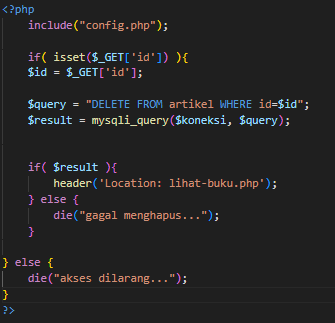 <?php
    include("config.php");

    if( isset($_GET['id']) ){
    $id = $_GET['id'];

    $query = "DELETE FROM artikel WHERE id=$id";
    $result = mysqli_query($koneksi, $query);


    if( $result ){
        header('Location: lihat-buku.php');
    } else {
        die("gagal menghapus...");
    }

} else {
    die("akses dilarang...");
}
?>